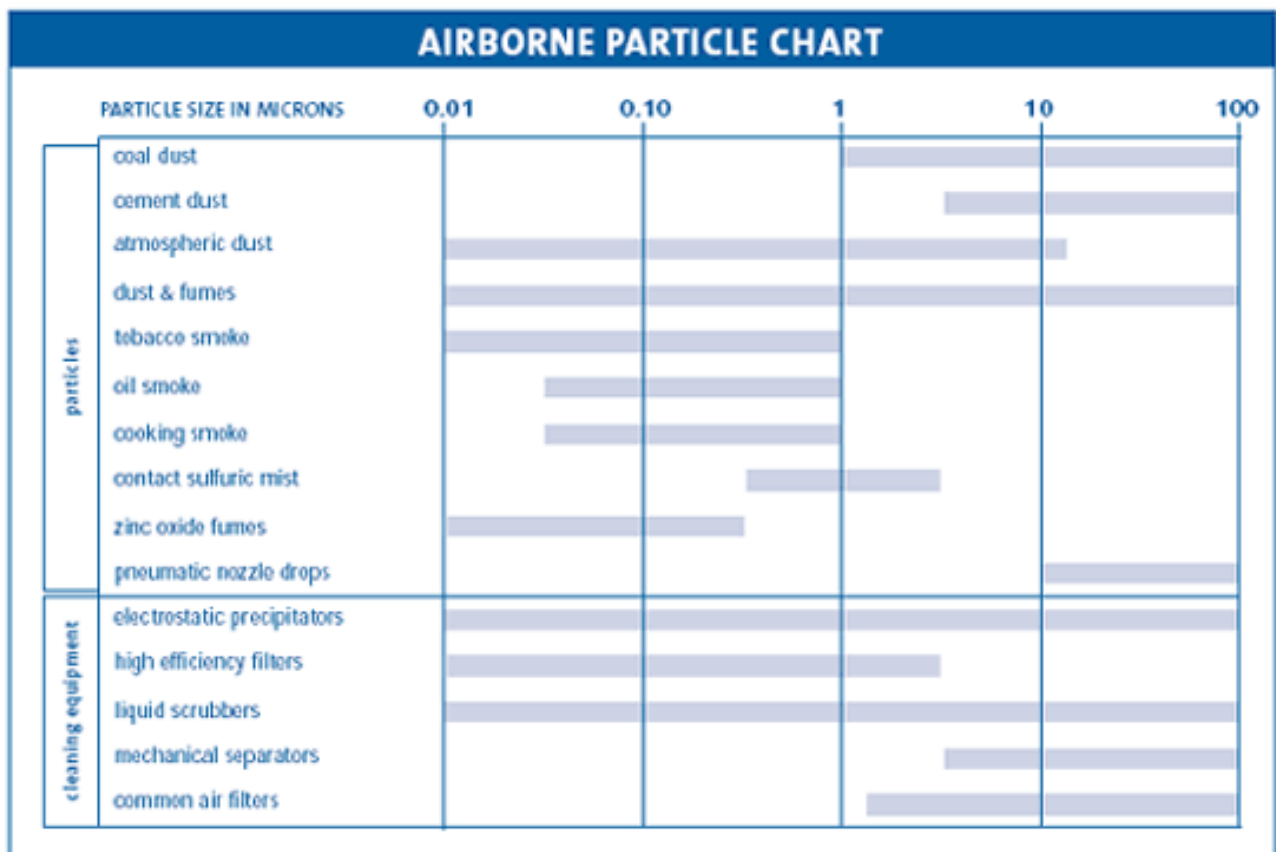 AIRBORNE PARTICLE CHART
PARTICLE SIZE IN MICRONS 0.01 0.10 1 10 100
particles
coal dust
cement dust
atmospheric dust
dust & fumes
tobacco smoke
oil smoke
cooking smoke
contact sulfuric mist
zinc oxide fumes
pneumatic nozzle drops
cleaning equipment
electrostatic precipitators
high efficiency filters
liquid scrubbers
mechanical separators
common air filters